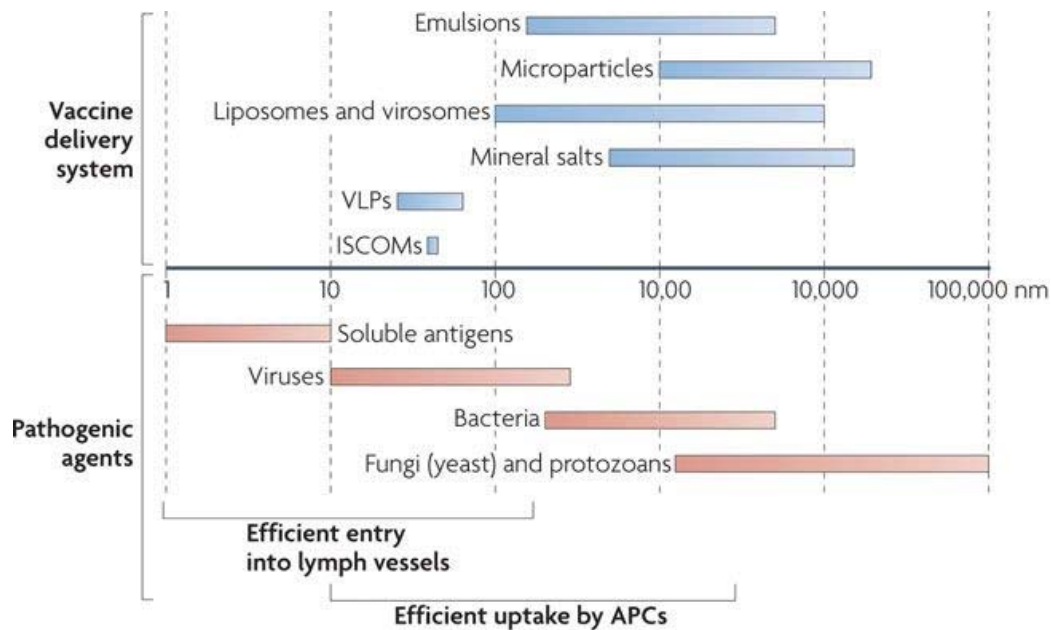 Emulsions
Microparticles
Vaccine
delivery
system
Liposomes and virosomes
Mineral salts
VLPs
ISCOMs
1 10 100 10,00 10,000 100,000 nm
Soluble antigens
Viruses
Bacteria
Pathogenic
agents
Fungi (yeast) and protozoans
Efficient entry
into lymph vessels
Efficient uptake by APCs